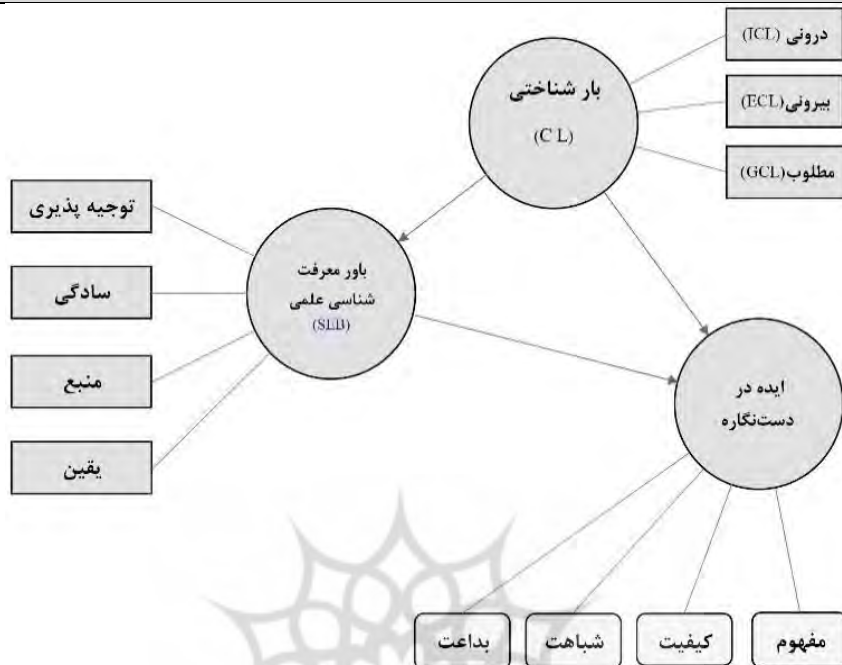 درونی (ICL)
بیرونی (ECL)
مطلوب (GCL)
بار شناختی
(C L)
توجیه پذیری
سادگی
منبع
یقین
باور معرفت
شناسی علمی
(SEB)
ایده در
دست‌نگاره
مفهوم
کیفیت
شباهت
بداعت